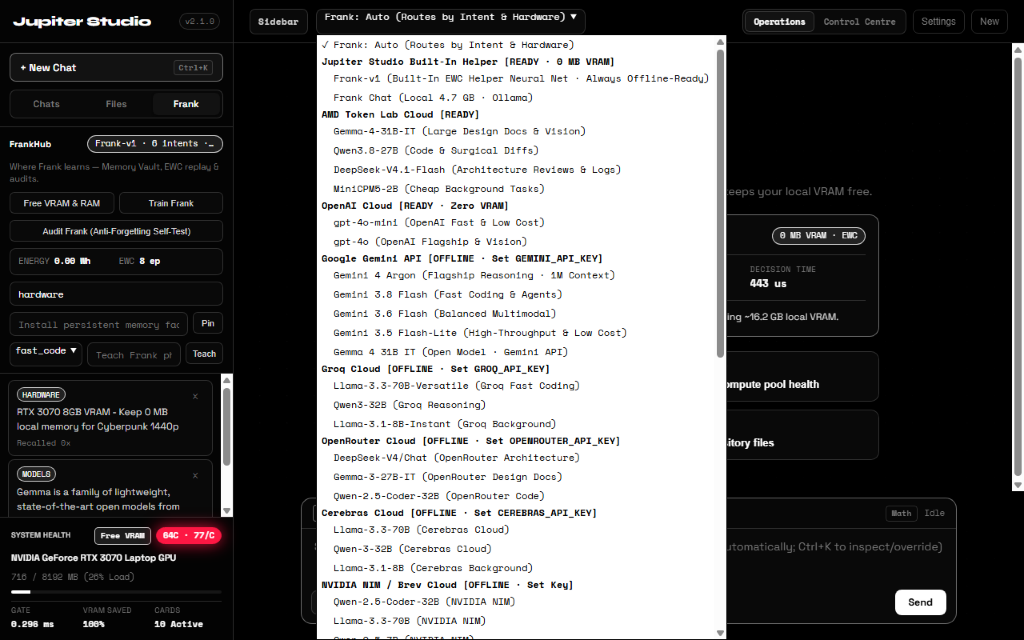 Jupiter Studio
v2.1.0
+ New Chat
Ctrl+K
Chats
Files
Frank
FrankHub
Frank-v1 · 6 intents ·…
Where Frank learns — Memory Vault, EWC replay &
audits.
Free VRAM & RAM
Train Frank
Audit Frank (Anti-Forgetting Self-Test)
ENERGY 0.00 Wh
EWC 8 ep
hardware
Install persistent memory fac
Pin
fast_code ▼
Teach Frank ph
Teach
HARDWARE
x
RTX 3070 8GB VRAM - Keep 0 MB
local memory for Cyberpunk 1440p
Recalled 0x
MODELS
x
Gemma is a family of lightweight,
state-of-the-art open models from
SYSTEM HEALTH
Free VRAM
64C · 77/C
NVIDIA GeForce RTX 3070 Laptop GPU
716 / 8192 MB (26% Load)
GATE
VRAM SAVED
CARDS
0.296 ms
100%
10 Active
Sidebar
Frank: Auto (Routes by Intent & Hardware) ▼
Operations
Control Centre
Settings
New
✓ Frank: Auto (Routes by Intent & Hardware)
Jupiter Studio Built-In Helper [READY · 0 MB VRAM]
Frank-v1 (Built-In EWC Helper Neural Net · Always Offline-Ready)
Frank Chat (Local 4.7 GB · Ollama)
AMD Token Lab Cloud [READY]
Gemma-4-31B-IT (Large Design Docs & Vision)
Qwen3.8-27B (Code & Surgical Diffs)
DeepSeek-V4.1-Flash (Architecture Reviews & Logs)
MiniCPM5-2B (Cheap Background Tasks)
OpenAI Cloud [READY · Zero VRAM]
gpt-4o-mini (OpenAI Fast & Low Cost)
gpt-4o (OpenAI Flagship & Vision)
Google Gemini API [OFFLINE · Set GEMINI_API_KEY]
Gemini 4 Argon (Flagship Reasoning · 1M Context)
Gemini 3.8 Flash (Fast Coding & Agents)
Gemini 3.6 Flash (Balanced Multimodal)
Gemini 3.5 Flash-Lite (High-Throughput & Low Cost)
Gemma 4 31B IT (Open Model · Gemini API)
Groq Cloud [OFFLINE · Set GROQ_API_KEY]
Llama-3.3-70B-Versatile (Groq Fast Coding)
Qwen3-32B (Groq Reasoning)
Llama-3.1-8B-Instant (Groq Background)
OpenRouter Cloud [OFFLINE · Set OPENROUTER_API_KEY]
DeepSeek-V4/Chat (OpenRouter Architecture)
Gemma-3-27B-IT (OpenRouter Design Docs)
Qwen-2.5-Coder-32B (OpenRouter Code)
Cerebras Cloud [OFFLINE · Set CEREBRAS_API_KEY]
Llama-3.3-70B (Cerebras Cloud)
Qwen-3-32B (Cerebras Cloud)
Llama-3.1-8B (Cerebras Background)
NVIDIA NIM / Brev Cloud [OFFLINE · Set Key]
Qwen-2.5-Coder-32B (NVIDIA NIM)
Llama-3.3-70B (NVIDIA NIM)
keeps your local VRAM free.
0 MB VRAM · EWC
DECISION TIME
443 us
ing ~16.2 GB local VRAM.
mpute pool health
itory files
Math
Idle
utomatically; Ctrl+K to inspect/override)
Send